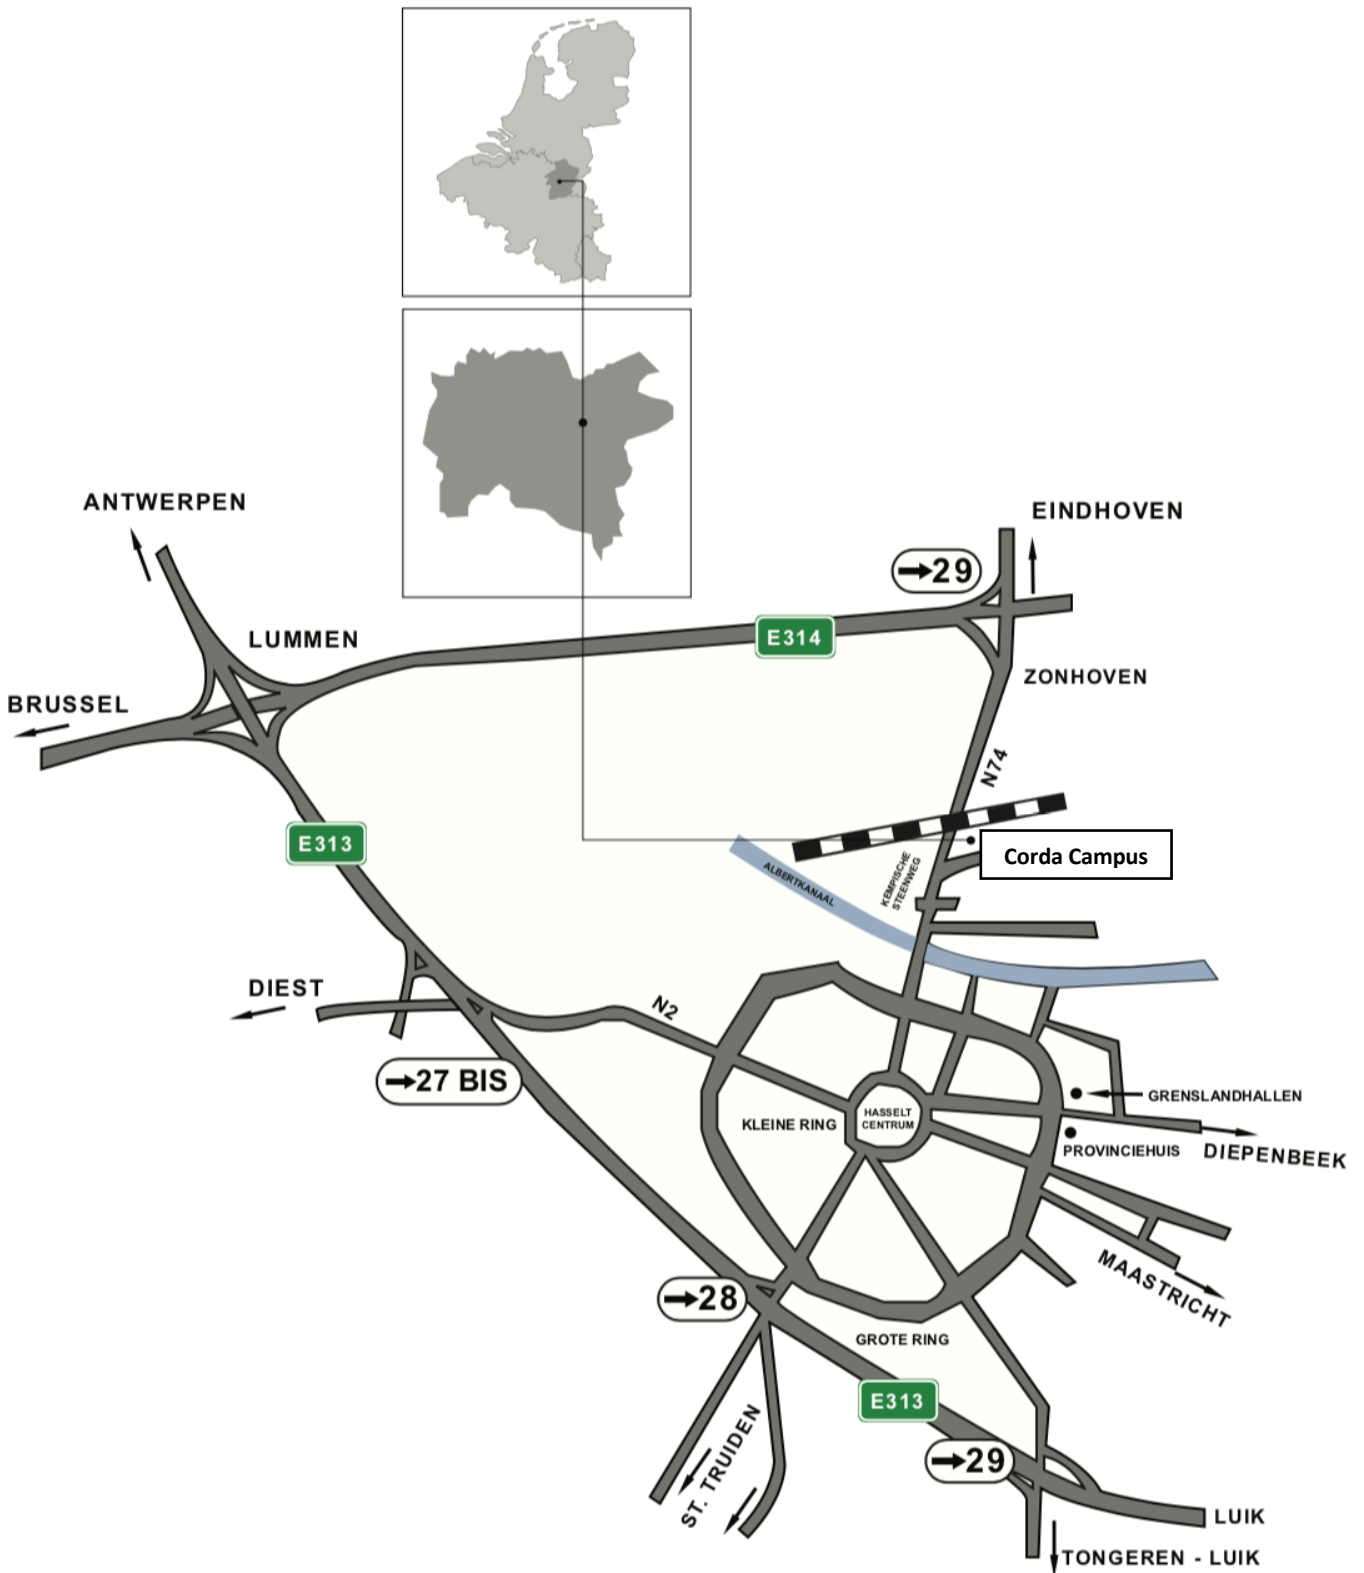 ANTWERPEN
EINDHOVEN
29
E314
LUMMEN
ZONHOVEN
BRUSSEL
N74
E313
Corda Campus
KEMPISCHE
STEENWEG
ALBERTKANAAL
DIEST
N2
27 BIS
GRENSLANDHALLEN
HASSELT
CENTRUM
KLEINE RING
PROVINCIEHUIS
DIEPENBEEK
MAASTRICHT
28
GROTE RING
E313
ST. TRUIDEN
29
LUIK
TONGEREN - LUIK